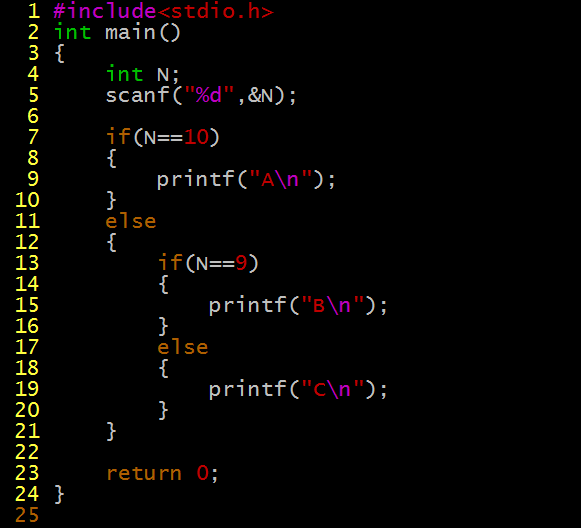 1 #include<stdio.h>
2 int main()
3 {
4     int N;
5     scanf("%d",&N);
6
7     if(N==10)
8     {
9         printf("A\n");
10     }
11     else
12     {
13         if(N==9)
14         {
15             printf("B\n");
16         }
17         else
18         {
19             printf("C\n");
20         }
21     }
22
23     return 0;
24 }
25